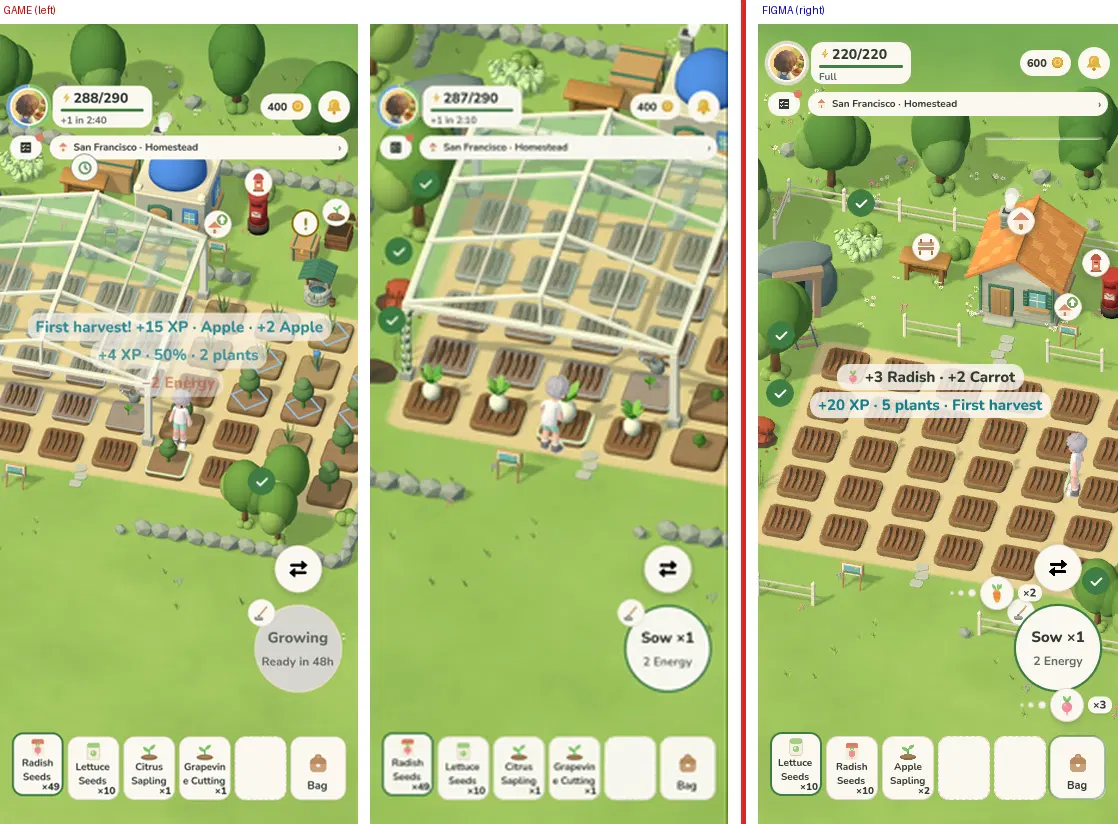 GAME (left)
288/290
+1 in 2:40
400
San Francisco · Homestead
First harvest! +15 XP · Apple · +2 Apple
+4 XP · 50% · 2 plants
−2 Energy
Growing
Ready in 48h
Radish
Seeds
×49
Lettuce
Seeds
×10
Citrus
Sapling
×1
Grapevin
e Cutting
×1
Bag
287/290
+1 in 2:10
400
San Francisco · Homestead
Sow ×1
2 Energy
Radish
Seeds
×49
Lettuce
Seeds
×10
Citrus
Sapling
×1
Grapevin
e Cutting
×1
Bag
FIGMA (right)
220/220
Full
600
San Francisco · Homestead
+3 Radish · +2 Carrot
+20 XP · 5 plants · First harvest
×2
Sow ×1
2 Energy
×3
Lettuce
Seeds
×10
Radish
Seeds
×10
Apple
Sapling
×2
Bag